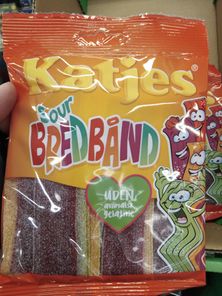 Katjes®
Sour
BREDBÅND
UDEN
animalsk
gelatine